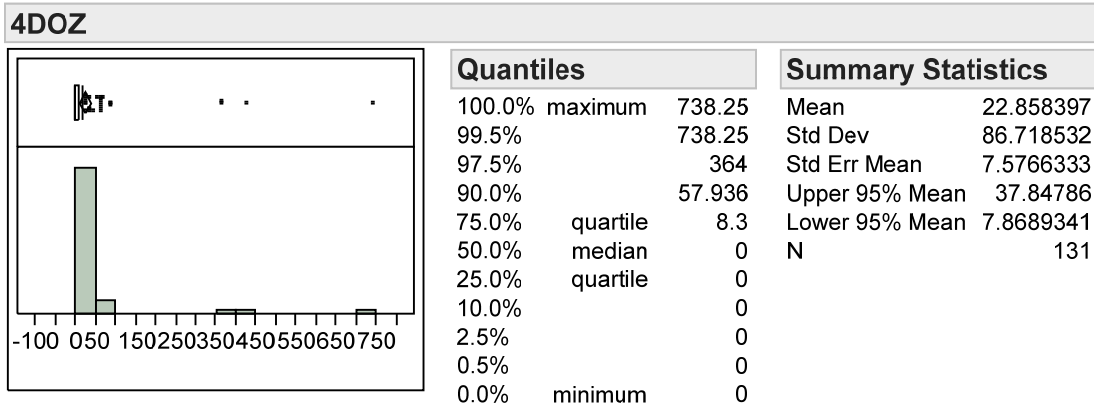 4DOZ
-100 050 150250350450550650750
Quantiles
100.0% maximum 738.25
99.5% 738.25
97.5% 364
90.0% 57.936
75.0% quartile 8.3
50.0% median 0
25.0% quartile 0
10.0% 0
2.5% 0
0.5% 0
0.0% minimum 0
Summary Statistics
Mean 22.858397
Std Dev 86.718532
Std Err Mean 7.5766333
Upper 95% Mean 37.84786
Lower 95% Mean 7.8689341
N 131